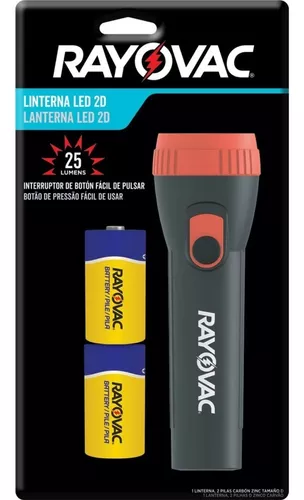 RAYOVAC
LINTERNA LED 2D
LANTERNA LED 2D
25
LUMENS
INTERRUPTOR DE BOTÓN FÁCIL DE PULSAR
BOTÃO DE PRESSÃO FÁCIL DE USAR
RAYOVAC
BATTERY/PILE/PILA
RAYOVAC
BATTERY/PILE/PILA
RAYOVAC
1 LINTERNA, 2 PILAS CARBÓN ZINC TAMAÑO D
1 LANTERNA, 2 PILHAS D ZINCO CARVÃO